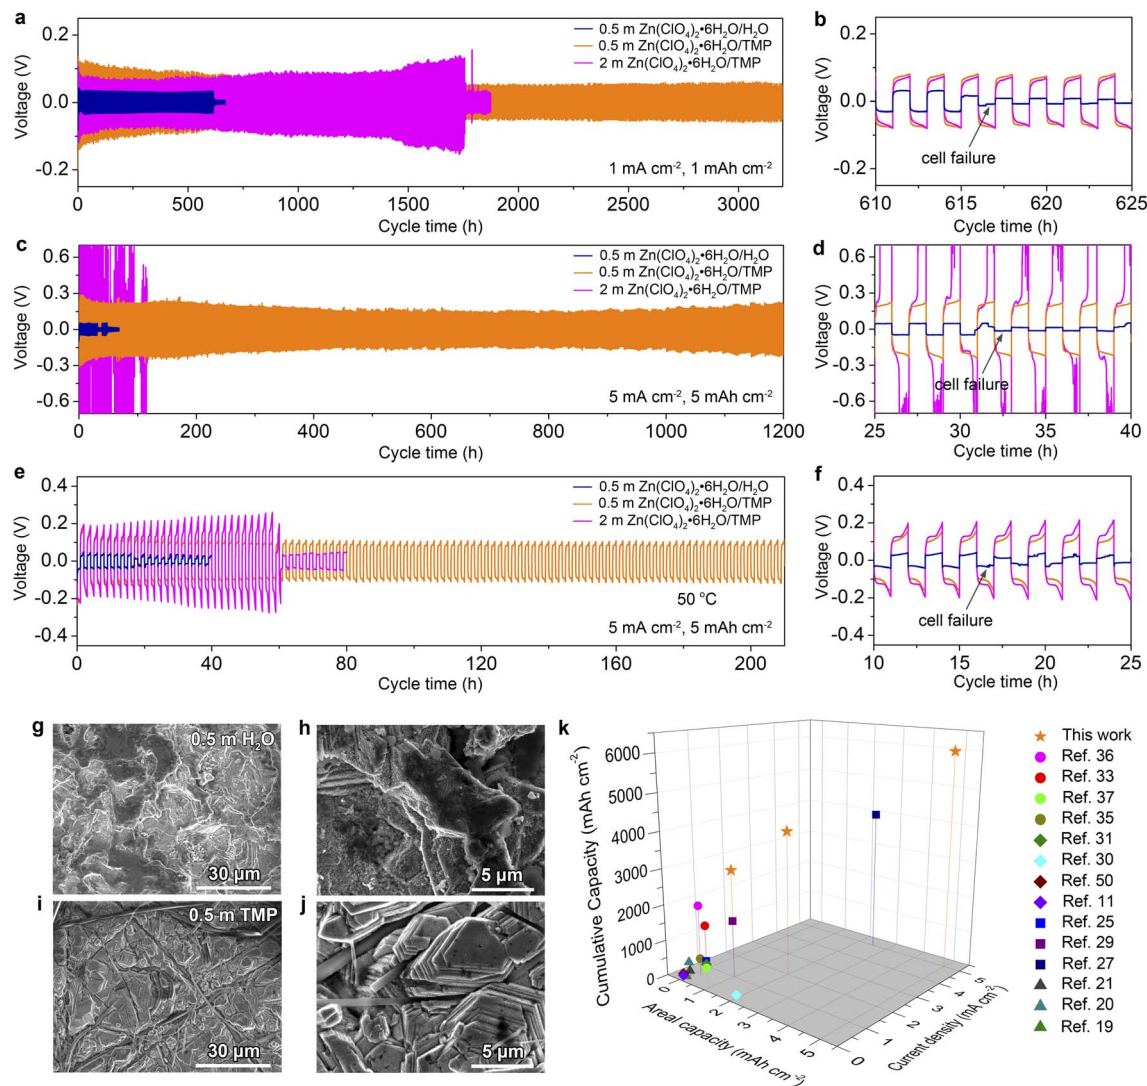 a
0.5 m Zn(ClO₄)₂•6H₂O/H₂O
0.5 m Zn(ClO₄)₂•6H₂O/TMP
2 m Zn(ClO₄)₂•6H₂O/TMP
Voltage (V)
0.2
0.0
-0.2
1 mA cm⁻², 1 mAh cm⁻²
0 500 1000 1500 2000 2500 3000
Cycle time (h)
b
Voltage (V)
0.2
0.0
-0.2
cell failure
610 615 620 625
Cycle time (h)
c
0.5 m Zn(ClO₄)₂•6H₂O/H₂O
0.5 m Zn(ClO₄)₂•6H₂O/TMP
2 m Zn(ClO₄)₂•6H₂O/TMP
Voltage (V)
0.6
0.3
0.0
-0.3
-0.6
5 mA cm⁻², 5 mAh cm⁻²
0 200 400 600 800 1000 1200
Cycle time (h)
d
Voltage (V)
0.6
0.3
0.0
-0.3
-0.6
cell failure
25 30 35 40
Cycle time (h)
e
0.5 m Zn(ClO₄)₂•6H₂O/H₂O
0.5 m Zn(ClO₄)₂•6H₂O/TMP
2 m Zn(ClO₄)₂•6H₂O/TMP
Voltage (V)
0.4
0.2
0.0
-0.2
-0.4
50 °C
5 mA cm⁻², 5 mAh cm⁻²
0 40 80 120 160 200
Cycle time (h)
f
Voltage (V)
0.4
0.2
0.0
-0.2
-0.4
cell failure
10 15 20 25
Cycle time (h)
g
0.5 m H₂O
30 µm
h
5 µm
i
0.5 m TMP
30 µm
j
5 µm
k
Cumulative Capacity (mAh cm⁻²)
6000
5000
4000
3000
2000
1000
0
0 1 2 3 4 5
Areal capacity (mAh cm⁻²)
0 1 2 3 4 5
Current density (mA cm⁻²)
This work
Ref. 36
Ref. 33
Ref. 37
Ref. 35
Ref. 31
Ref. 30
Ref. 50
Ref. 11
Ref. 25
Ref. 29
Ref. 27
Ref. 21
Ref. 20
Ref. 19